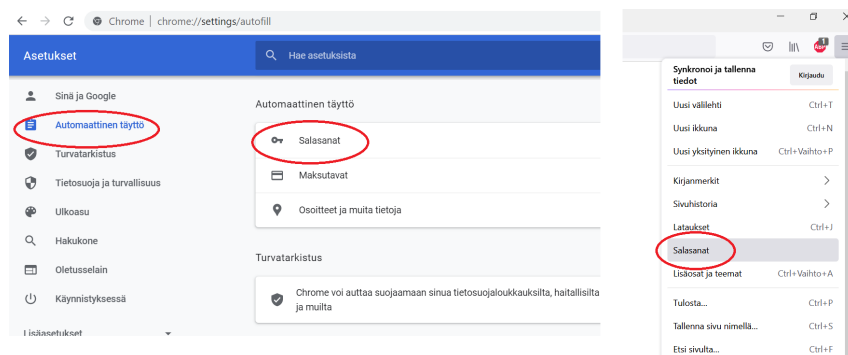 Chrome | chrome://settings/autofill
Asetukset
Hae asetuksista
Sinä ja Google
Automaattinen täyttö
Turvatarkistus
Tietosuoja ja turvallisuus
Ulkoasu
Hakukone
Oletusselain
Käynnistyksessä
Lisäasetukset
Automaattinen täyttö
Salasanat
Maksutavat
Osoitteet ja muita tietoja
Turvatarkistus
Chrome voi auttaa suojaamaan sinua tietosuojaloukkauksilta, haitallisilta
ja muilta
1
ABP
Synkronoi ja tallenna
tiedot
Kirjaudu
Uusi välilehti Ctrl+T
Uusi ikkuna Ctrl+N
Uusi yksityinen ikkuna Ctrl+Vaihto+P
Kirjanmerkit
Sivuhistoria
Lataukset Ctrl+J
Salasanat
Lisäosat ja teemat Ctrl+Vaihto+A
Tulosta... Ctrl+P
Tallenna sivu nimellä... Ctrl+S
Etsi sivulta... Ctrl+F